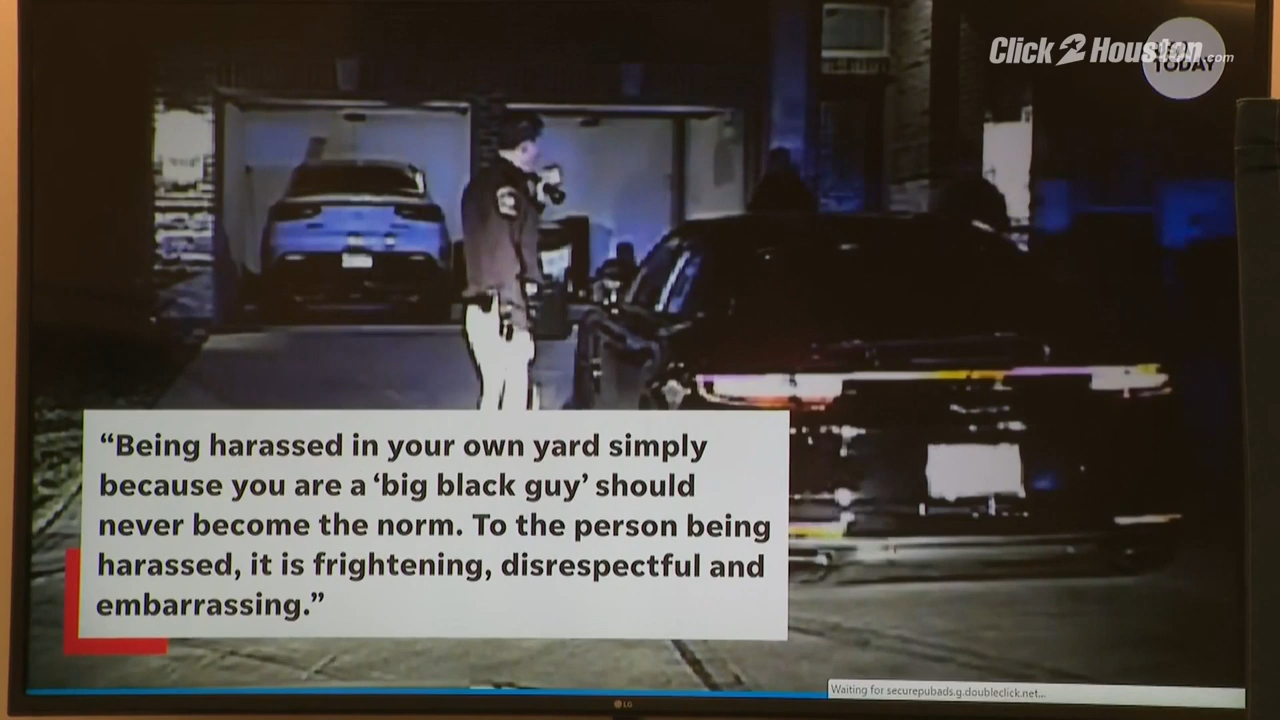 Click2Houston.com
TODAY
“Being harassed in your own yard simply
because you are a ‘big black guy’ should
never become the norm. To the person being
harassed, it is frightening, disrespectful and
embarrassing.”
Waiting for securepubads.g.doubleclick.net...
LG